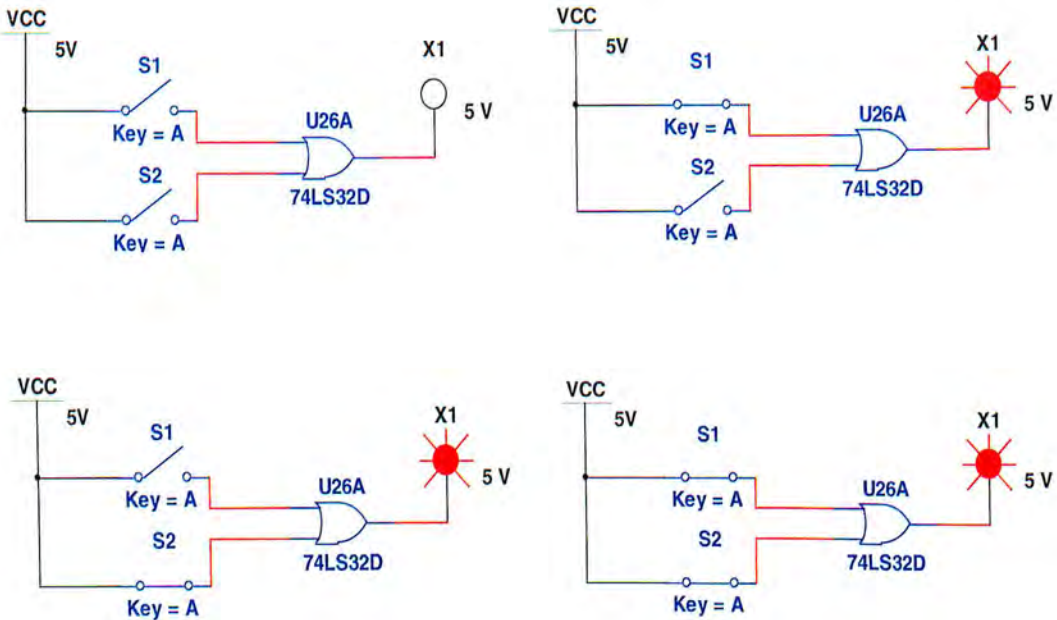 VCC
5V
S1
Key = A
S2
Key = A
U26A
74LS32D
X1
5 V
VCC
5V
S1
Key = A
S2
Key = A
U26A
74LS32D
X1
5 V
VCC
5V
S1
Key = A
S2
Key = A
U26A
74LS32D
X1
5 V
VCC
5V
S1
Key = A
S2
Key = A
U26A
74LS32D
X1
5 V